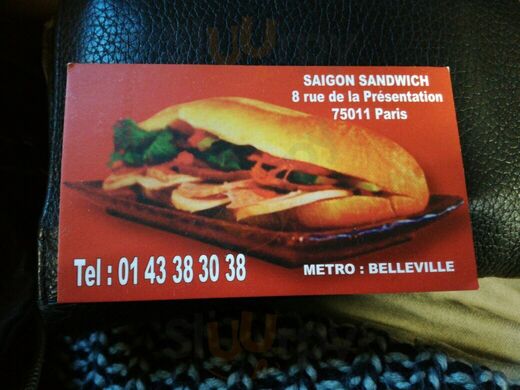 SAIGON SANDWICH
8 rue de la Présentation
75011 Paris
Tel : 01 43 38 30 38
METRO : BELLEVILLE